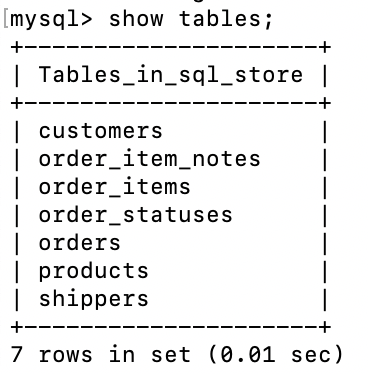 [mysql> show tables;
+---------------------+
| Tables_in_sql_store |
+---------------------+
| customers           |
| order_item_notes    |
| order_items         |
| order_statuses      |
| orders              |
| products            |
| shippers            |
+---------------------+
7 rows in set (0.01 sec)